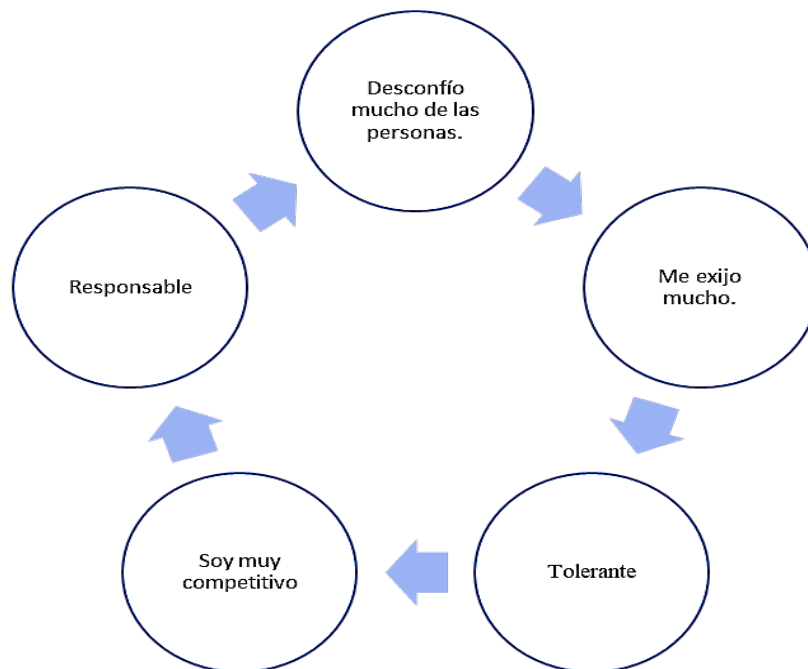 Desconfío
mucho de las
personas.
Me exijo
mucho.
Tolerante
Soy muy
competitivo
Responsable